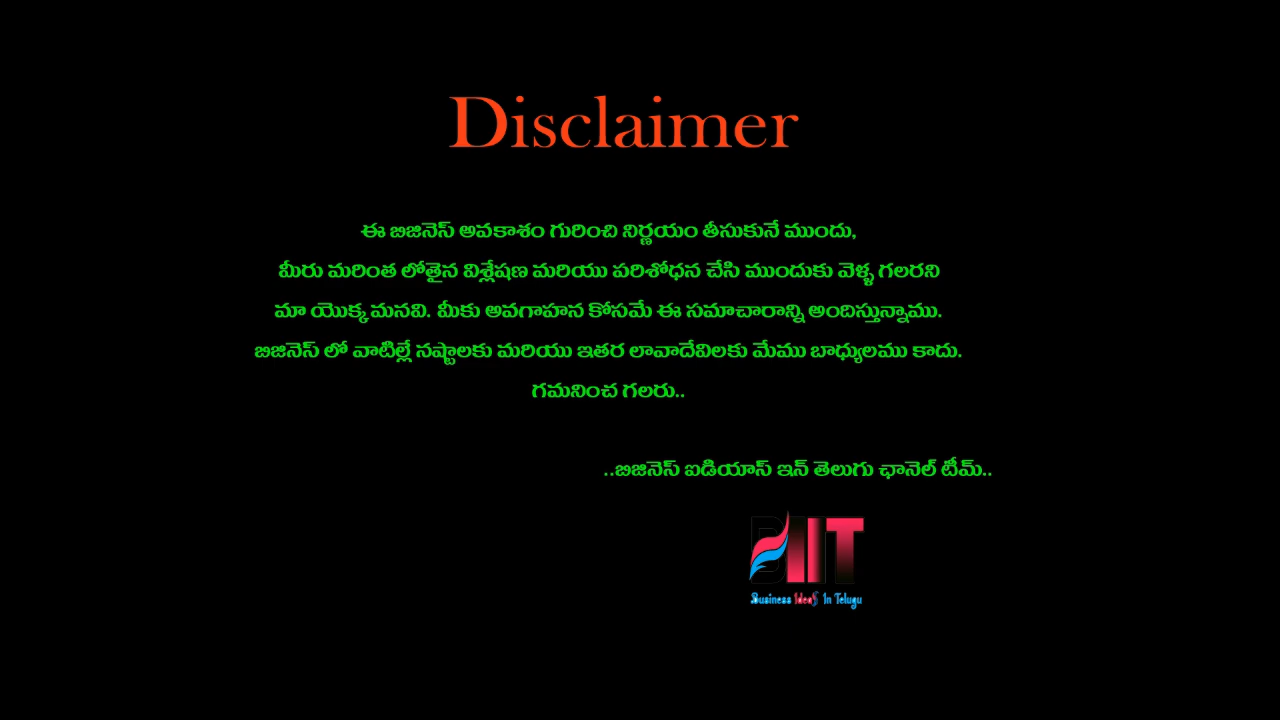 Disclaimer
ఈ బిజినెస్ అవకాశం గురించి నిర్ణయం తీసుకునే ముందు,
మీరు మరింత లోతైన విశ్లేషణ మరియు పరిశోధన చేసి ముందుకు వెళ్ళ గలరని
మా యొక్క మనవి. మీకు అవగాహన కోసమే ఈ సమాచారాన్ని అందిస్తున్నాము.
బిజినెస్ లో వాటిల్లే నష్టాలకు మరియు ఇతర లావాదేవిలకు మేము బాధ్యులము కాదు.
గమనించ గలరు..
..బిజినెస్ ఐడియాస్ ఇన్ తెలుగు ఛానెల్ టీమ్..
BIIT
Business IdeaS In Telugu